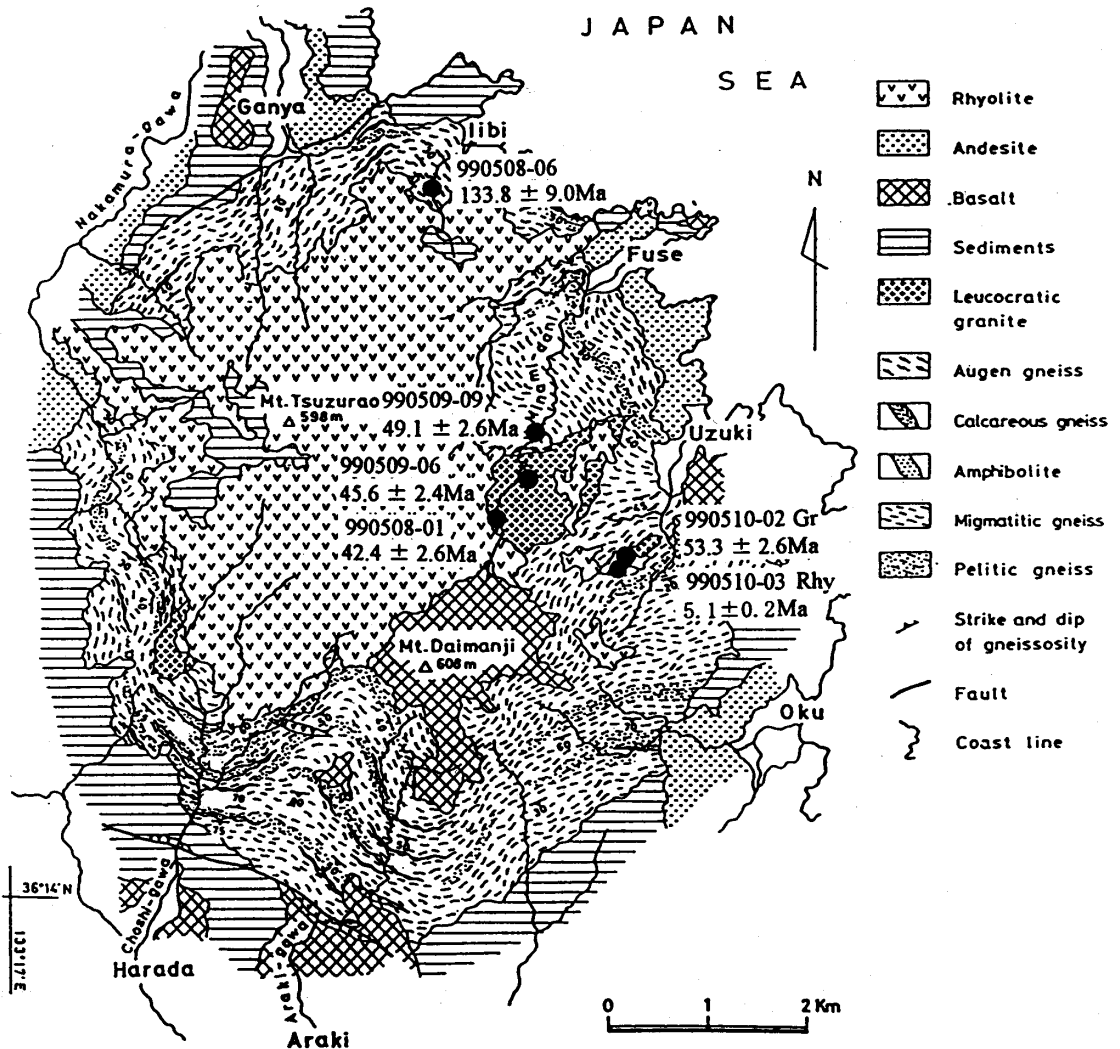 JAPAN
SEA
Ganya
Iibi
Nakamura-gawa
990508-06
133.8 ± 9.0Ma
N
Fuse
Minamidani
Mt.Tsuzurao
△ 598m
990509-09
49.1 ± 2.6Ma
Uzuki
990509-06
45.6 ± 2.4Ma
990508-01
42.4 ± 2.6Ma
990510-02 Gr
53.3 ± 2.6Ma
990510-03 Rhy
5.1±0.2Ma
Mt.Daimanji
△ 608m
Oku
36°14'N
133°17'E
Choshi-gawa
Harada
Araki-gawa
Araki
0 1 2 Km
Rhyolite
Andesite
Basalt
Sediments
Leucocratic
granite
Augen gneiss
Calcareous gneiss
Amphibolite
Migmatitic gneiss
Pelitic gneiss
Strike and dip
of gneissosity
Fault
Coast line